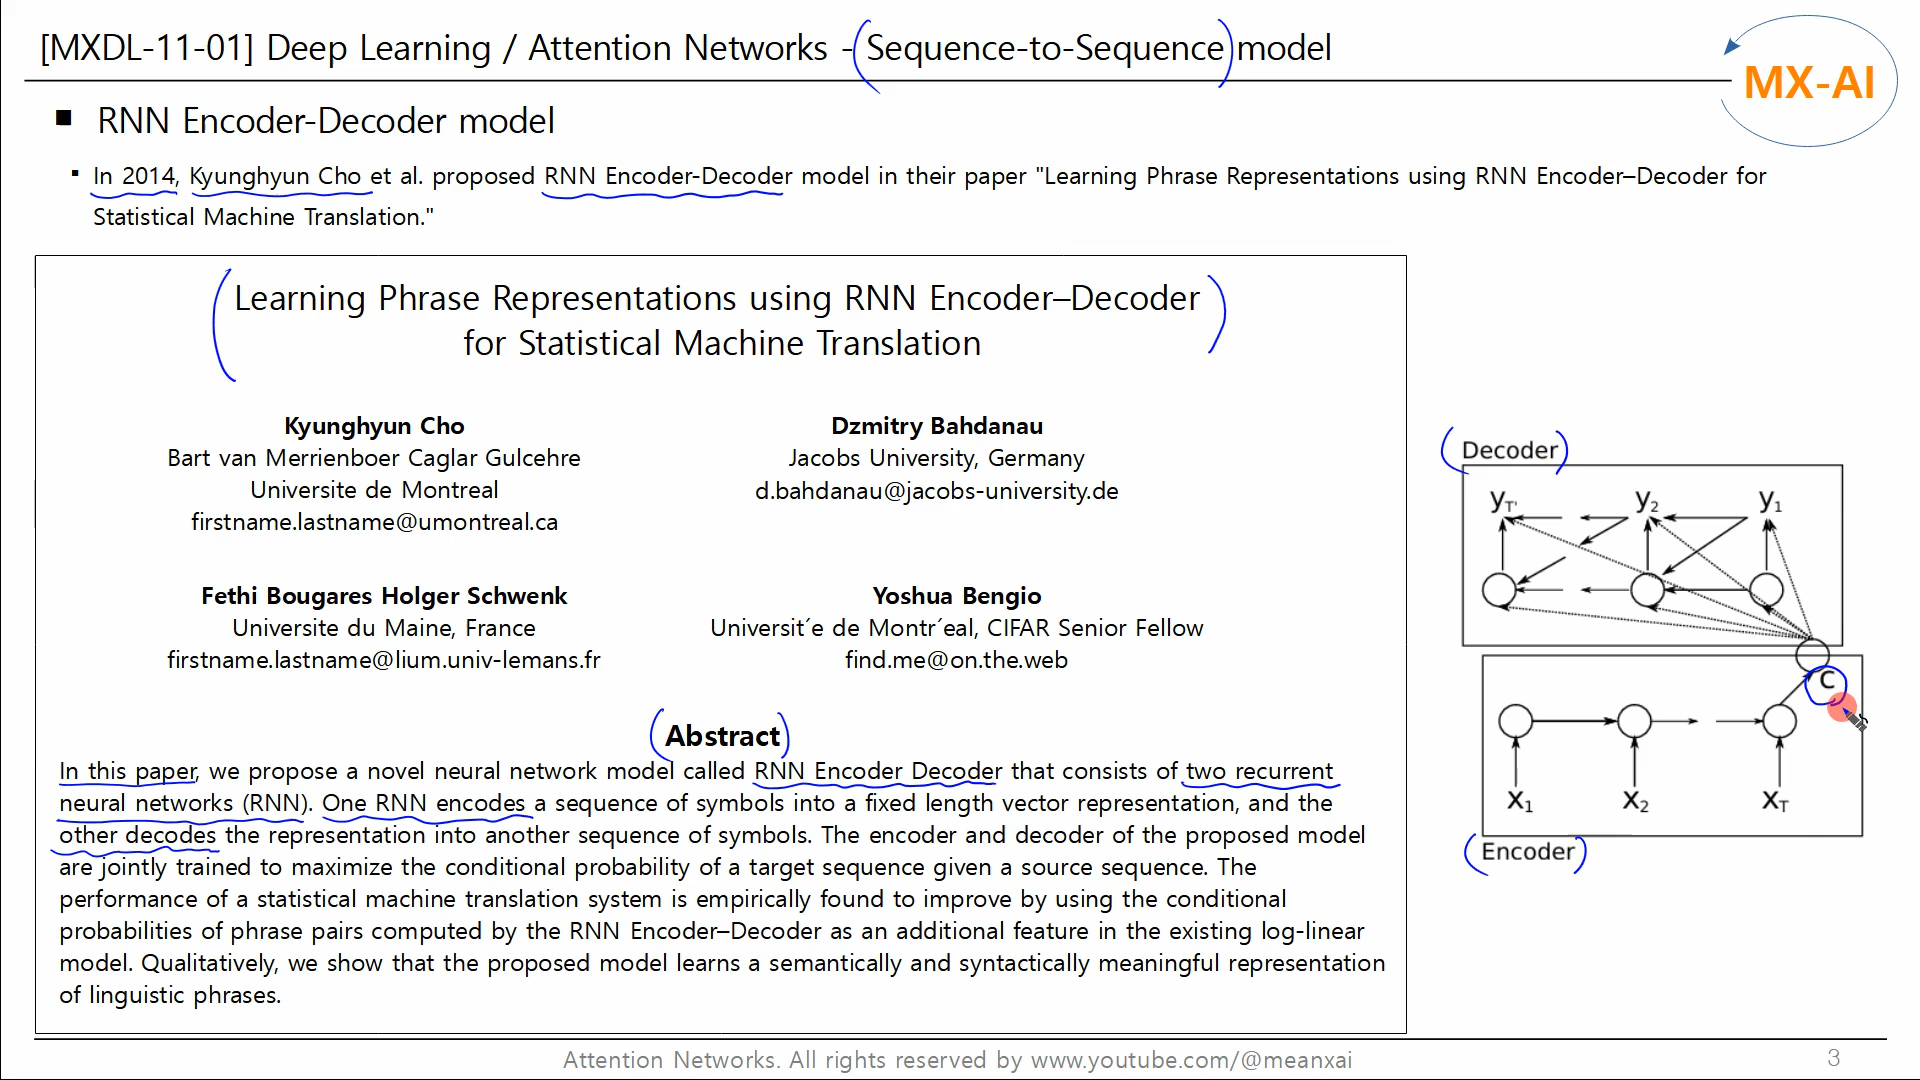 [MXDL-11-01] Deep Learning / Attention Networks - Sequence-to-Sequence model
MX-AI
■ RNN Encoder-Decoder model
▪ In 2014, Kyunghyun Cho et al. proposed RNN Encoder-Decoder model in their paper "Learning Phrase Representations using RNN Encoder–Decoder for
Statistical Machine Translation."
Learning Phrase Representations using RNN Encoder–Decoder
for Statistical Machine Translation
Kyunghyun Cho
Bart van Merrienboer Caglar Gulcehre
Universite de Montreal
firstname.lastname@umontreal.ca
Dzmitry Bahdanau
Jacobs University, Germany
d.bahdanau@jacobs-university.de
Fethi Bougares Holger Schwenk
Universite du Maine, France
firstname.lastname@lium.univ-lemans.fr
Yoshua Bengio
Universit´e de Montr´eal, CIFAR Senior Fellow
find.me@on.the.web
Abstract
In this paper, we propose a novel neural network model called RNN Encoder Decoder that consists of two recurrent
neural networks (RNN). One RNN encodes a sequence of symbols into a fixed length vector representation, and the
other decodes the representation into another sequence of symbols. The encoder and decoder of the proposed model
are jointly trained to maximize the conditional probability of a target sequence given a source sequence. The
performance of a statistical machine translation system is empirically found to improve by using the conditional
probabilities of phrase pairs computed by the RNN Encoder–Decoder as an additional feature in the existing log-linear
model. Qualitatively, we show that the proposed model learns a semantically and syntactically meaningful representation
of linguistic phrases.
Decoder
yT' y2 y1
c
x1 x2 xT
Encoder
Attention Networks. All rights reserved by www.youtube.com/@meanxai
3